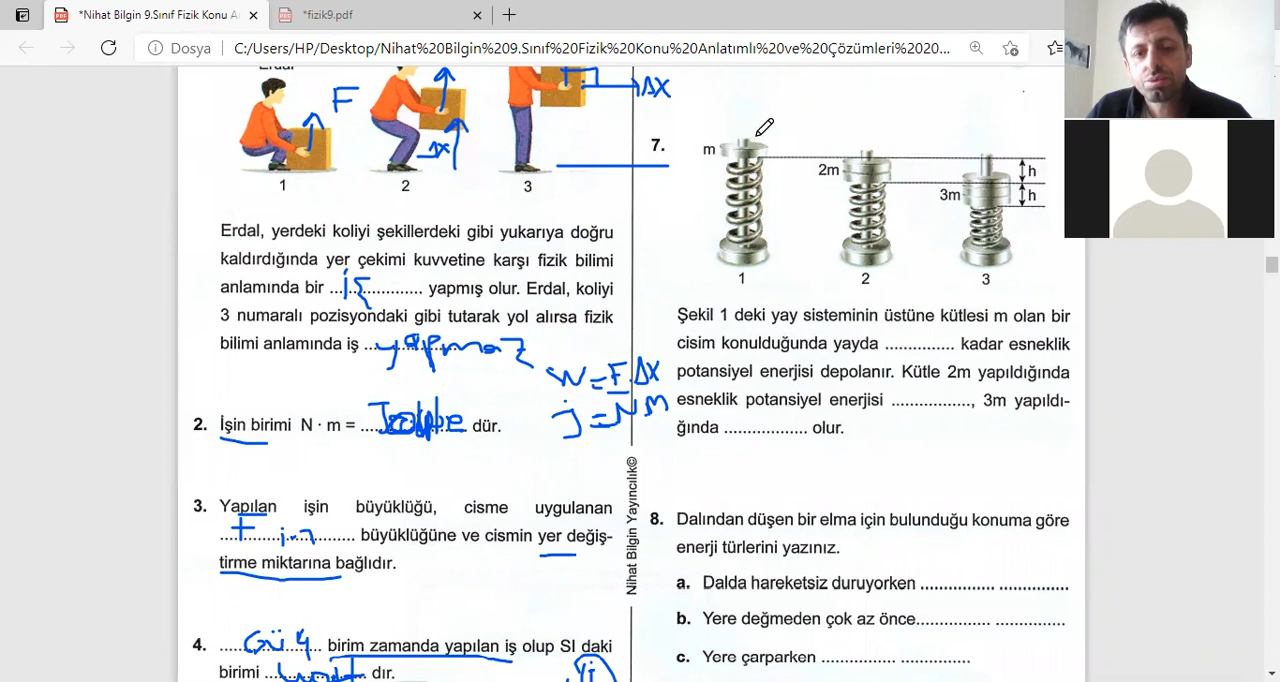 *Nihat Bilgin 9.Sınıf Fizik Konu A
*fizik9.pdf
Dosya
C:/Users/HP/Desktop/Nihat%20Bilgin%209.Sınıf%20Fizik%20Konu%20Anlatımlı%20ve%20Çözümleri%2020...
F
Δx
Δx
1
2
3
Erdal, yerdeki koliyi şekillerdeki gibi yukarıya doğru
kaldırdığında yer çekimi kuvvetine karşı fizik bilimi
anlamında bir ...iş............ yapmış olur. Erdal, koliyi
3 numaralı pozisyondaki gibi tutarak yol alırsa fizik
bilimi anlamında iş ...yapmaz
W = F.Δx
j = N m
2. İşin birimi N · m = ...Joule... dür.
3. Yapılan işin büyüklüğü, cisme uygulanan
.................... büyüklüğüne ve cismin yer değiş-
tirme miktarına bağlıdır.
4. ....Güç.... birim zamanda yapılan iş olup SI daki
birimi ...watt... dır.
Nihat Bilgin Yayıncılık©
7.
m
2m
3m
h
h
1
2
3
Şekil 1 deki yay sisteminin üstüne kütlesi m olan bir
cisim konulduğunda yayda .............. kadar esneklik
potansiyel enerjisi depolanır. Kütle 2m yapıldığında
esneklik potansiyel enerjisi ................., 3m yapıldı-
ğında .................. olur.
8. Dalından düşen bir elma için bulunduğu konuma göre
enerji türlerini yazınız.
a. Dalda hareketsiz duruyorken ................ ...............
b. Yere değmeden çok az önce................ ...............
c. Yere çarparken ................ ...............